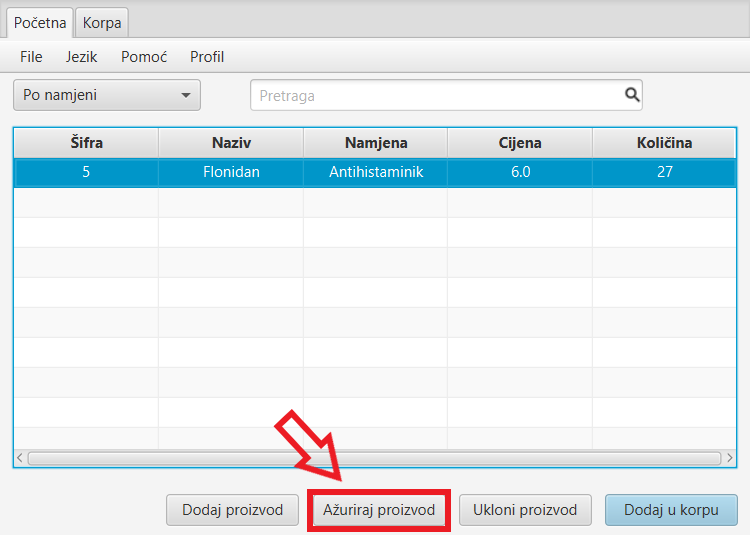 Početna Korpa
File Jezik Pomoć Profil
Po namjeni Pretraga
Šifra Naziv Namjena Cijena Količina
5 Flonidan Antihistaminik 6.0 27
Dodaj proizvod Ažuriraj proizvod Ukloni proizvod Dodaj u korpu